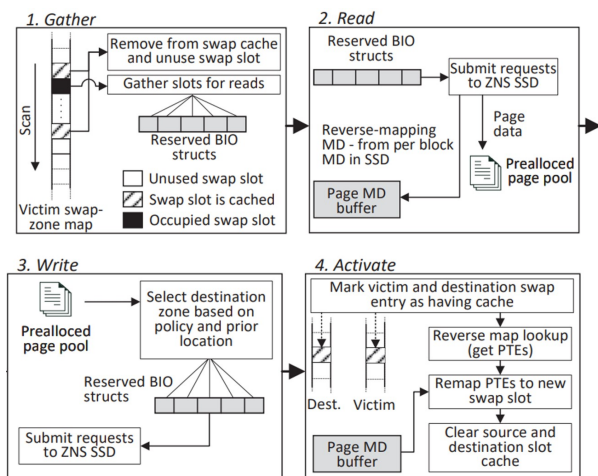 1. Gather
Remove from swap cache
and unuse swap slot
Gather slots for reads
Scan
Reserved BIO
structs
Unused swap slot
Swap slot is cached
Occupied swap slot
Victim swap-
zone map
2. Read
Reserved BIO
structs
Submit requests
to ZNS SSD
Page
data
Reverse-mapping
MD - from per block
MD in SSD
Prealloced
page pool
Page MD
buffer
3. Write
Prealloced
page pool
Select destination
zone based on
policy and prior
location
Reserved BIO
structs
Submit requests
to ZNS SSD
4. Activate
Mark victim and destination swap
entry as having cache
Reverse map lookup
(get PTEs)
Dest.
Victim
Remap PTEs to new
swap slot
Page MD
buffer
Clear source and
destination slot
cache